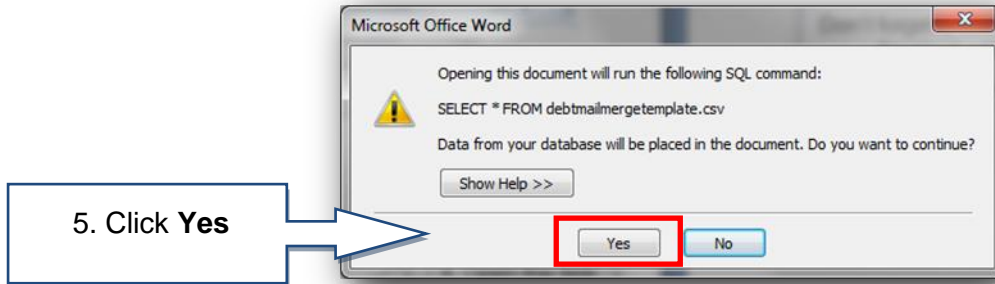 Microsoft Office Word
Opening this document will run the following SQL command:
SELECT * FROM debtmailmergetemplate.csv
Data from your database will be placed in the document. Do you want to continue?
Show Help >>
5. Click Yes
Yes
No